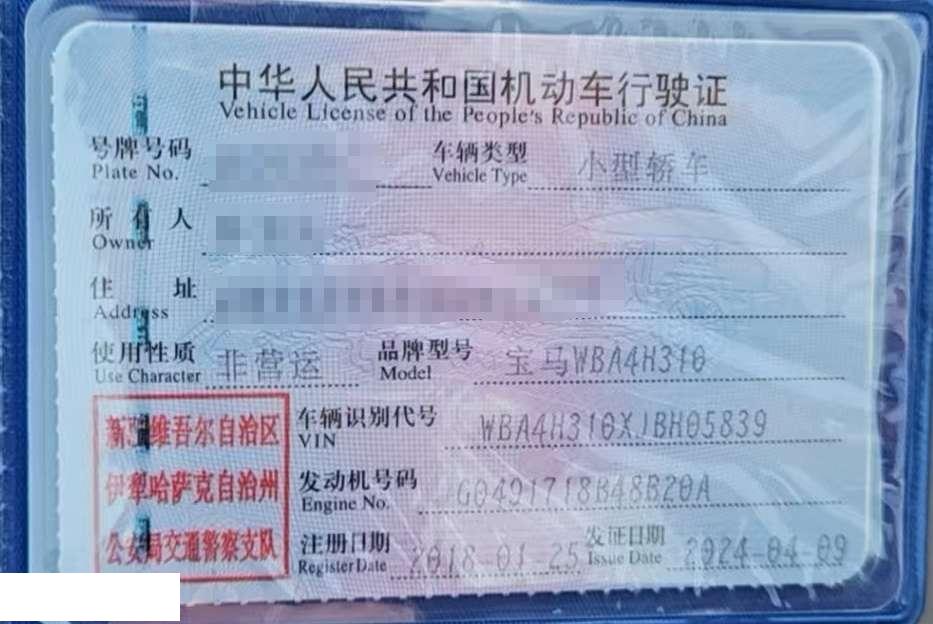 中华人民共和国机动车行驶证
Vehicle License of the People's Republic of China
号牌号码 车辆类型 小型轿车
Plate No. Vehicle Type
所有人
Owner
住址
Address
使用性质 非营运 品牌型号 宝马WBA4H310
Use Character Model
新疆维吾尔自治区
伊犁哈萨克自治州
公安局交通警察支队
车辆识别代号 WBA4H310XJBH05839
VIN
发动机号码 G0491718B48B20A
Engine No.
注册日期 2018-01-25 发证日期 2024-04-09
Register Date Issue Date